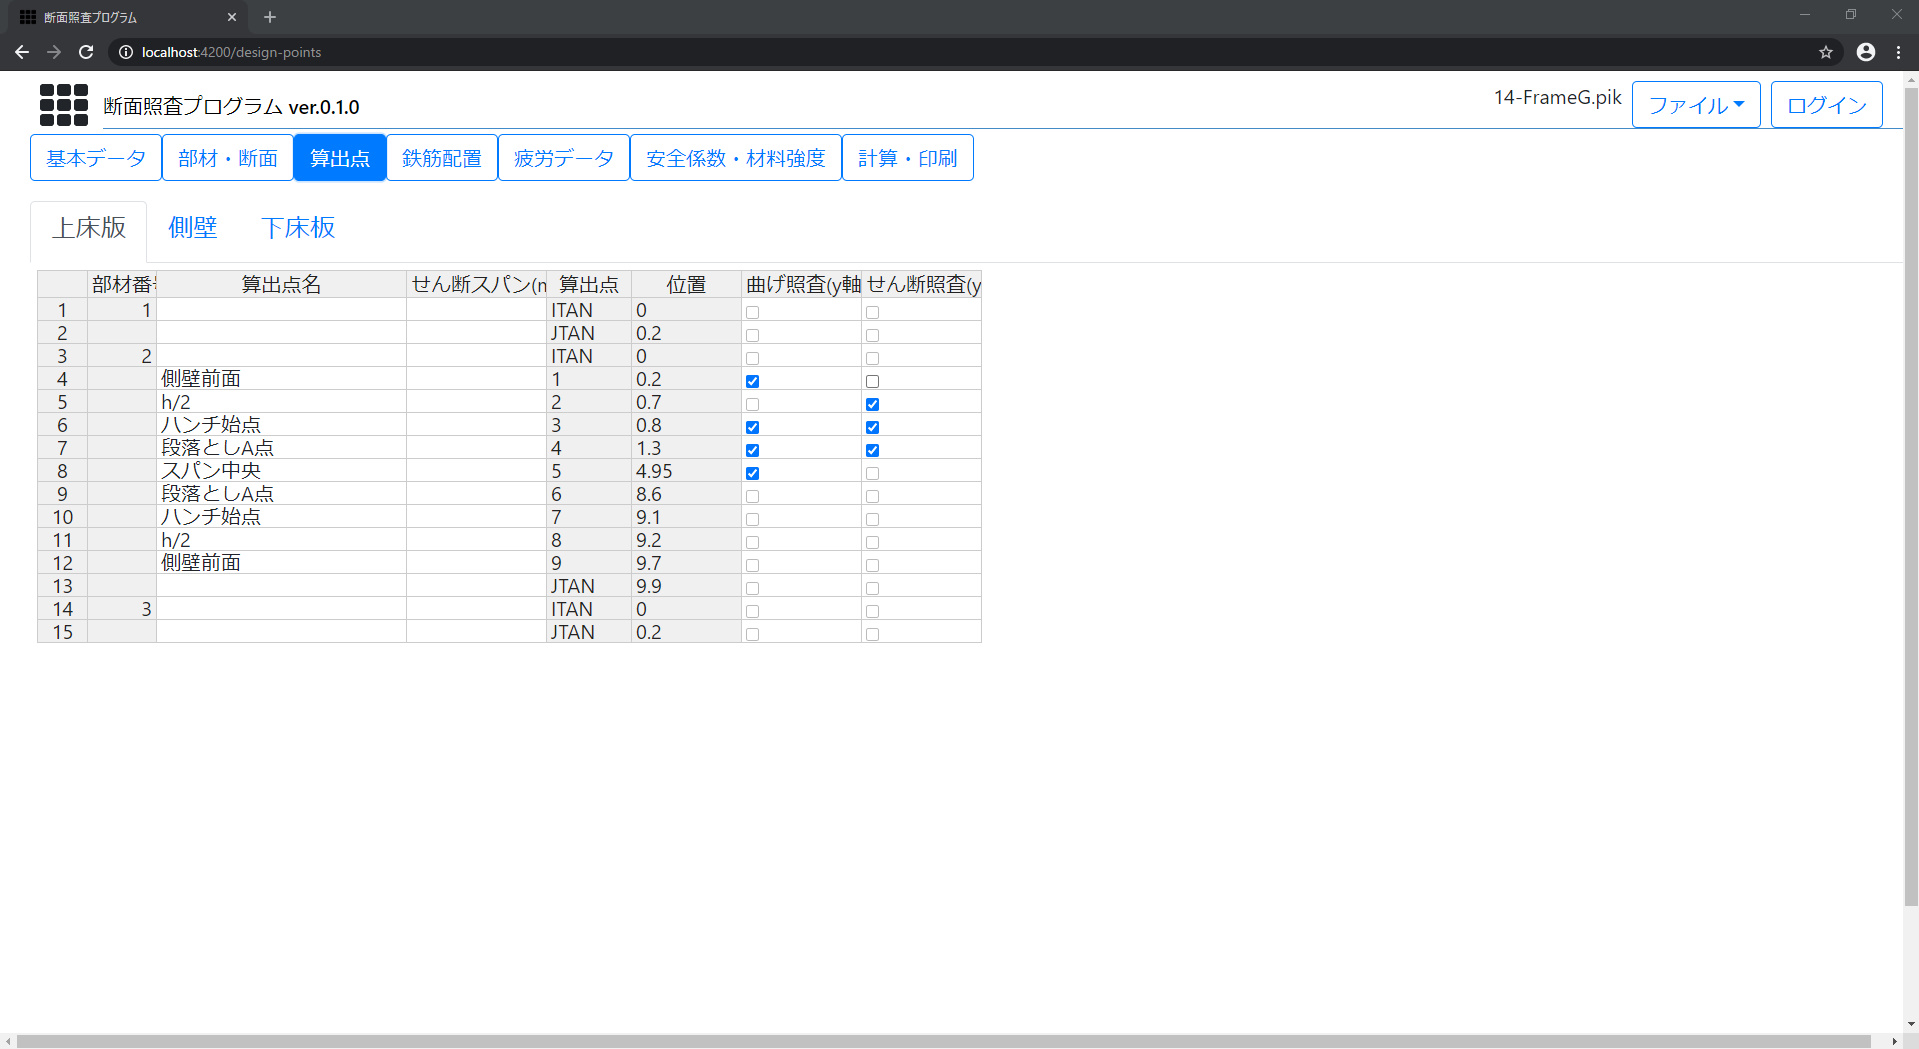 断面照査プログラム
localhost:4200/design-points
断面照査プログラム ver.0.1.0
14-FrameG.pik
ファイル
ログイン
基本データ 部材・断面 算出点 鉄筋配置 疲労データ 安全係数・材料強度 計算・印刷
上床版 側壁 下床板
部材番 算出点名 せん断スパン(m 算出点 位置 曲げ照査(y軸 せん断照査(y
1 1 ITAN 0
2 JTAN 0.2
3 2 ITAN 0
4 側壁前面 1 0.2
5 h/2 2 0.7
6 ハンチ始点 3 0.8
7 段落としA点 4 1.3
8 スパン中央 5 4.95
9 段落としA点 6 8.6
10 ハンチ始点 7 9.1
11 h/2 8 9.2
12 側壁前面 9 9.7
13 JTAN 9.9
14 3 ITAN 0
15 JTAN 0.2